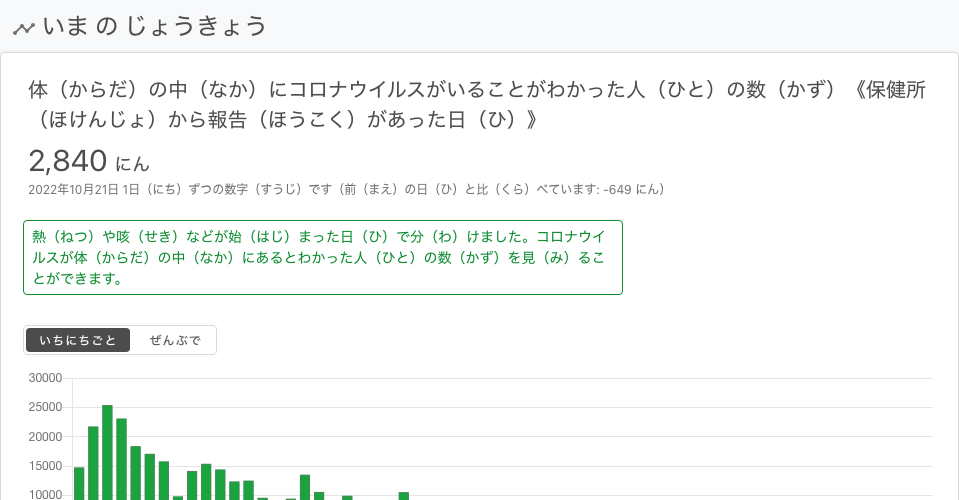 いま の じょうきょう
体（からだ）の中（なか）にコロナウイルスがいることがわかった人（ひと）の数（かず）《保健所
（ほけんじょ）から報告（ほうこく）があった日（ひ）》
2,840 にん
2022年10月21日 1日（にち）ずつの数字（すうじ）です（前（まえ）の日（ひ）と比（くら）べています: -649 にん）
熱（ねつ）や咳（せき）などが始（はじ）まった日（ひ）で分（わ）けました。コロナウイ
ルスが体（からだ）の中（なか）にあるとわかった人（ひと）の数（かず）を見（み）るこ
とができます。
いちにちごと ぜんぶで
30000
25000
20000
15000
10000